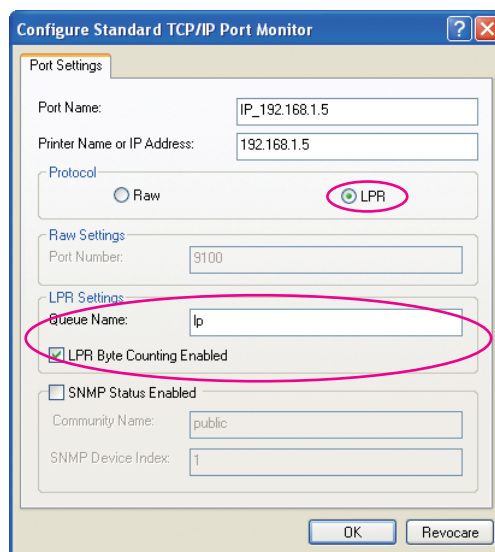 Configure Standard TCP/IP Port Monitor
Port Settings
Port Name: IP_192.168.1.5
Printer Name or IP Address: 192.168.1.5
Protocol
Raw LPR
Raw Settings
Port Number: 9100
LPR Settings
Queue Name: lp
LPR Byte Counting Enabled
SNMP Status Enabled
Community Name: public
SNMP Device Index: 1
OK Revocare